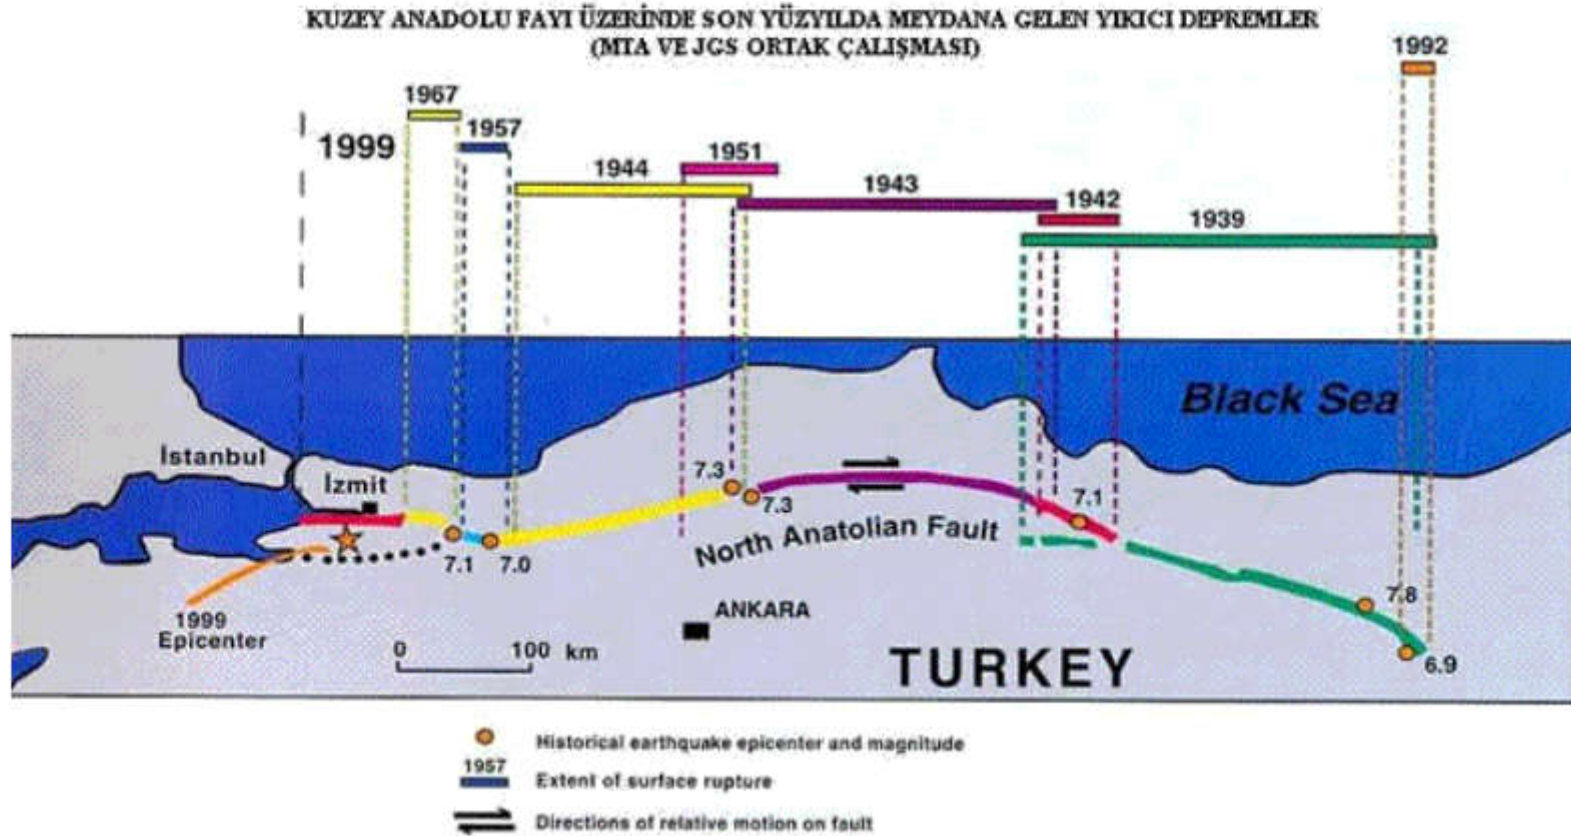 KUZEY ANADOLU FAYI ÜZERİNDE SON YÜZYILDA MEYDANA GELEN YIKICI DEPREMLER
(MTA VE JGS ORTAK ÇALIŞMASI)
1992
1967
1957
1999
1951
1944
1943
1942
1939
Black Sea
İstanbul
İzmit
7.3
7.3
7.1
North Anatolian Fault
7.1
7.0
7.8
1999
Epicenter
ANKARA
0
100 km
TURKEY
6.9
Historical earthquake epicenter and magnitude
1957
Extent of surface rupture
Directions of relative motion on fault